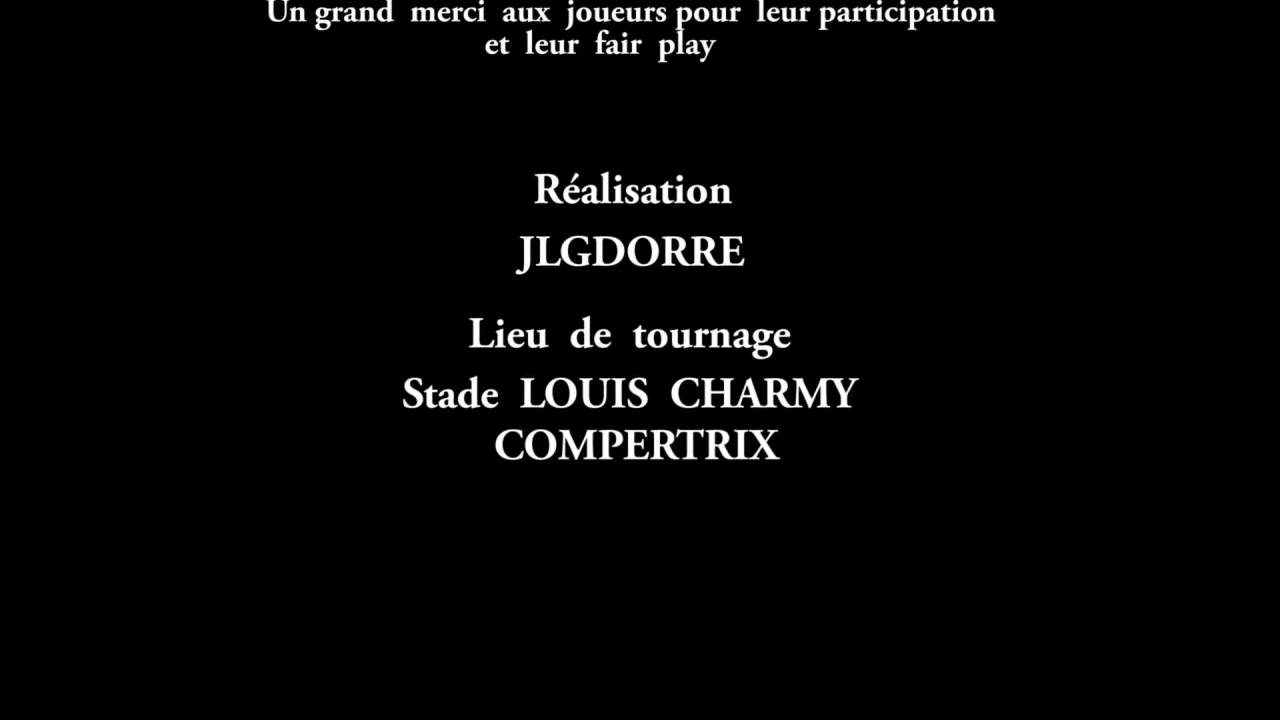 Un grand merci aux joueurs pour leur participation
et leur fair play
Réalisation
JLGDORRE
Lieu de tournage
Stade LOUIS CHARMY
COMPERTRIX